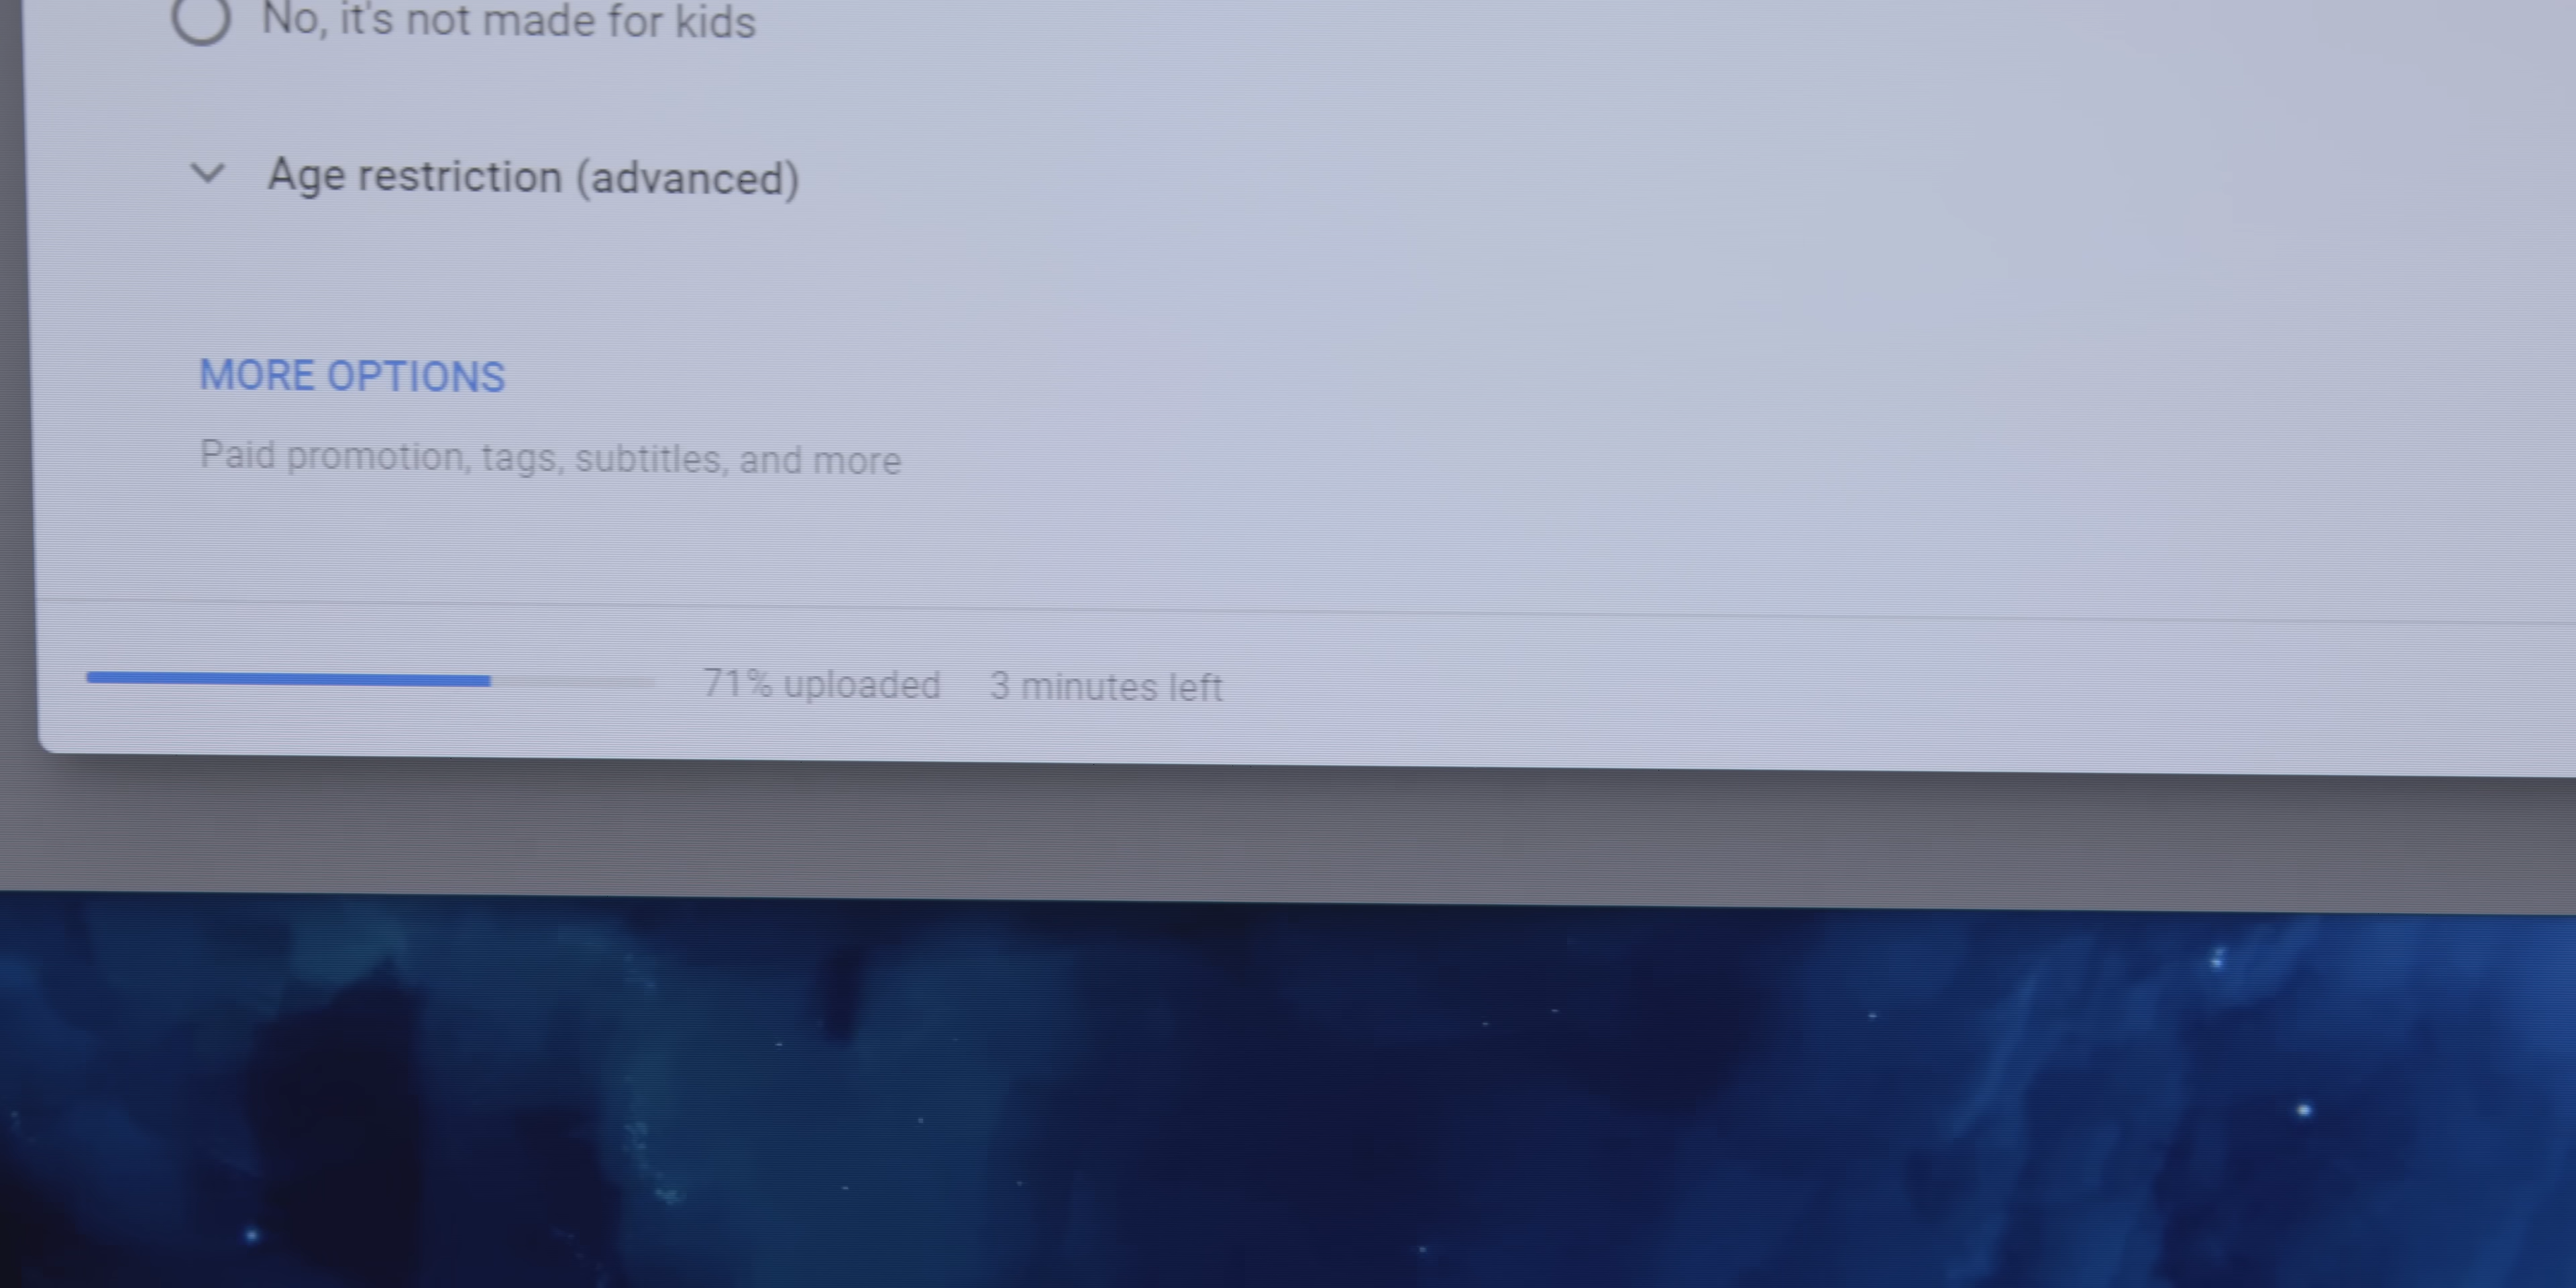 No, it's not made for kids
Age restriction (advanced)
MORE OPTIONS
Paid promotion, tags, subtitles, and more
71% uploaded 3 minutes left